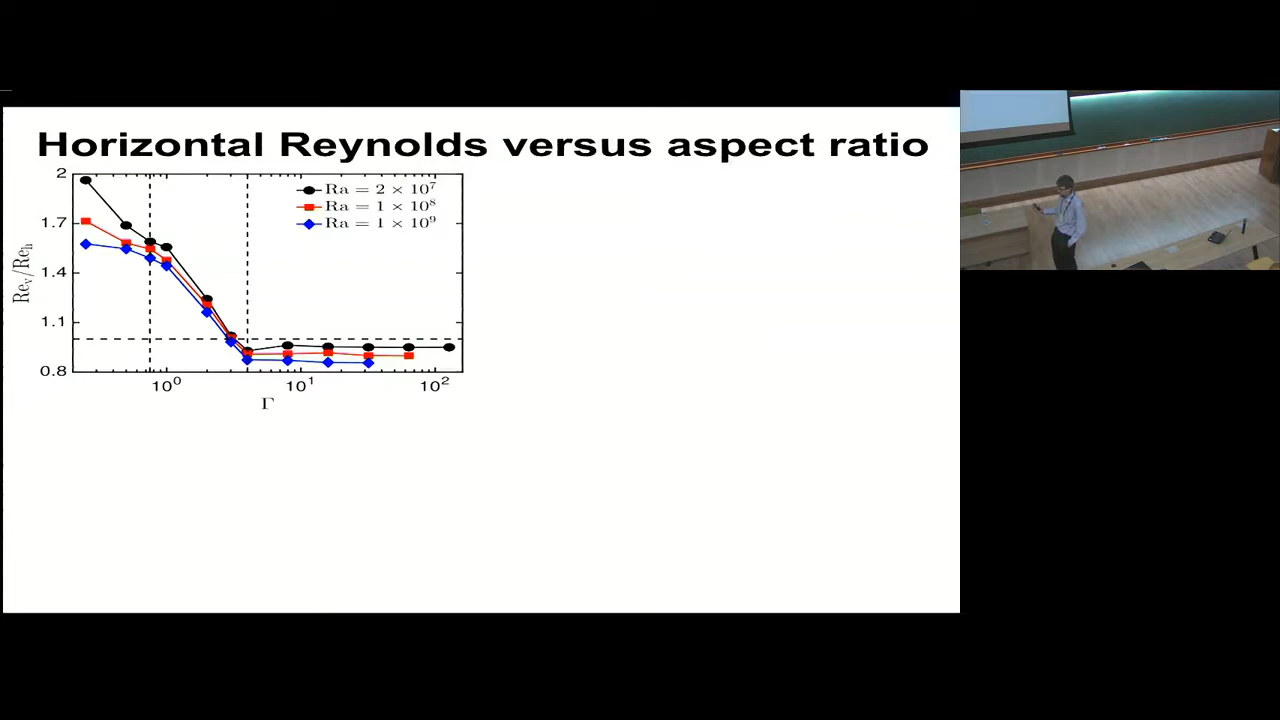 Horizontal Reynolds versus aspect ratio
2
1.7
1.4
1.1
0.8
Re_v/Re_h
Ra = 2 × 10⁷
Ra = 1 × 10⁸
Ra = 1 × 10⁹
10⁰ 10¹ 10²
Γ